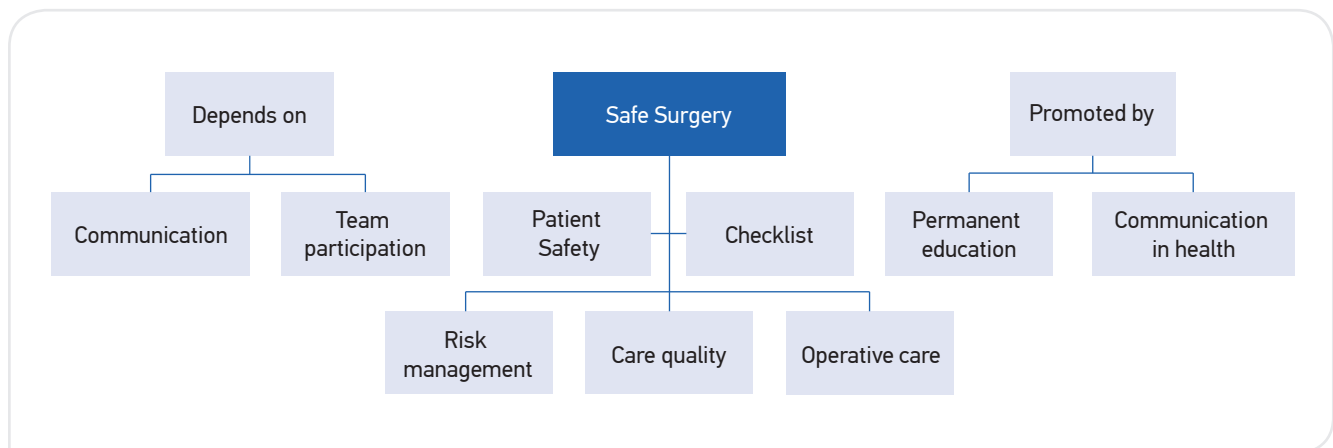 Depends on
Safe Surgery
Promoted by
Communication
Team
participation
Patient
Safety
Checklist
Permanent
education
Communication
in health
Risk
management
Care quality
Operative care